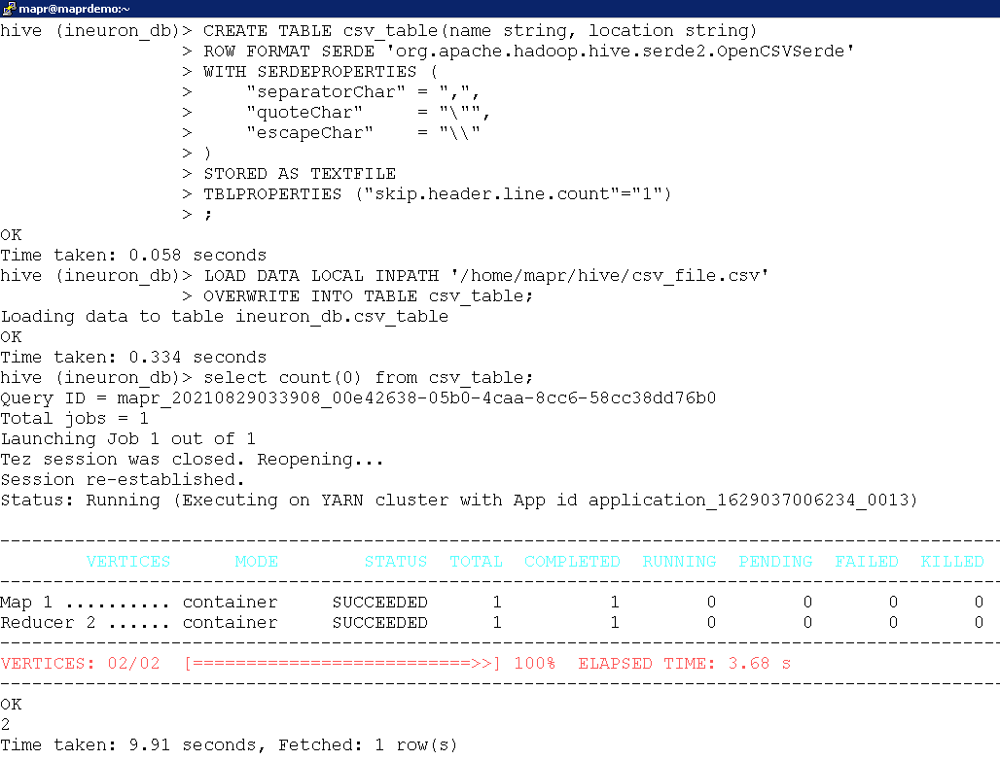 mapr@maprdemo:~
hive (ineuron_db)> CREATE TABLE csv_table(name string, location string)
                 > ROW FORMAT SERDE 'org.apache.hadoop.hive.serde2.OpenCSVSerde'
                 > WITH SERDEPROPERTIES (
                 >     "separatorChar" = ",",
                 >     "quoteChar"     = "\"",
                 >     "escapeChar"    = "\\"
                 > )
                 > STORED AS TEXTFILE
                 > TBLPROPERTIES ("skip.header.line.count"="1")
                 > ;
OK
Time taken: 0.058 seconds
hive (ineuron_db)> LOAD DATA LOCAL INPATH '/home/mapr/hive/csv_file.csv'
                 > OVERWRITE INTO TABLE csv_table;
Loading data to table ineuron_db.csv_table
OK
Time taken: 0.334 seconds
hive (ineuron_db)> select count(0) from csv_table;
Query ID = mapr_20210829033908_00e42638-05b0-4caa-8cc6-58cc38dd76b0
Total jobs = 1
Launching Job 1 out of 1
Tez session was closed. Reopening...
Session re-established.
Status: Running (Executing on YARN cluster with App id application_1629037006234_0013)
----------------------------------------------------------------------------------------------
        VERTICES      MODE        STATUS  TOTAL  COMPLETED  RUNNING  PENDING  FAILED  KILLED
----------------------------------------------------------------------------------------------
Map 1 .......... container     SUCCEEDED      1          1        0        0       0       0
Reducer 2 ...... container     SUCCEEDED      1          1        0        0       0       0
----------------------------------------------------------------------------------------------
VERTICES: 02/02  [==========================>>] 100%  ELAPSED TIME: 3.68 s
----------------------------------------------------------------------------------------------
OK
2
Time taken: 9.91 seconds, Fetched: 1 row(s)